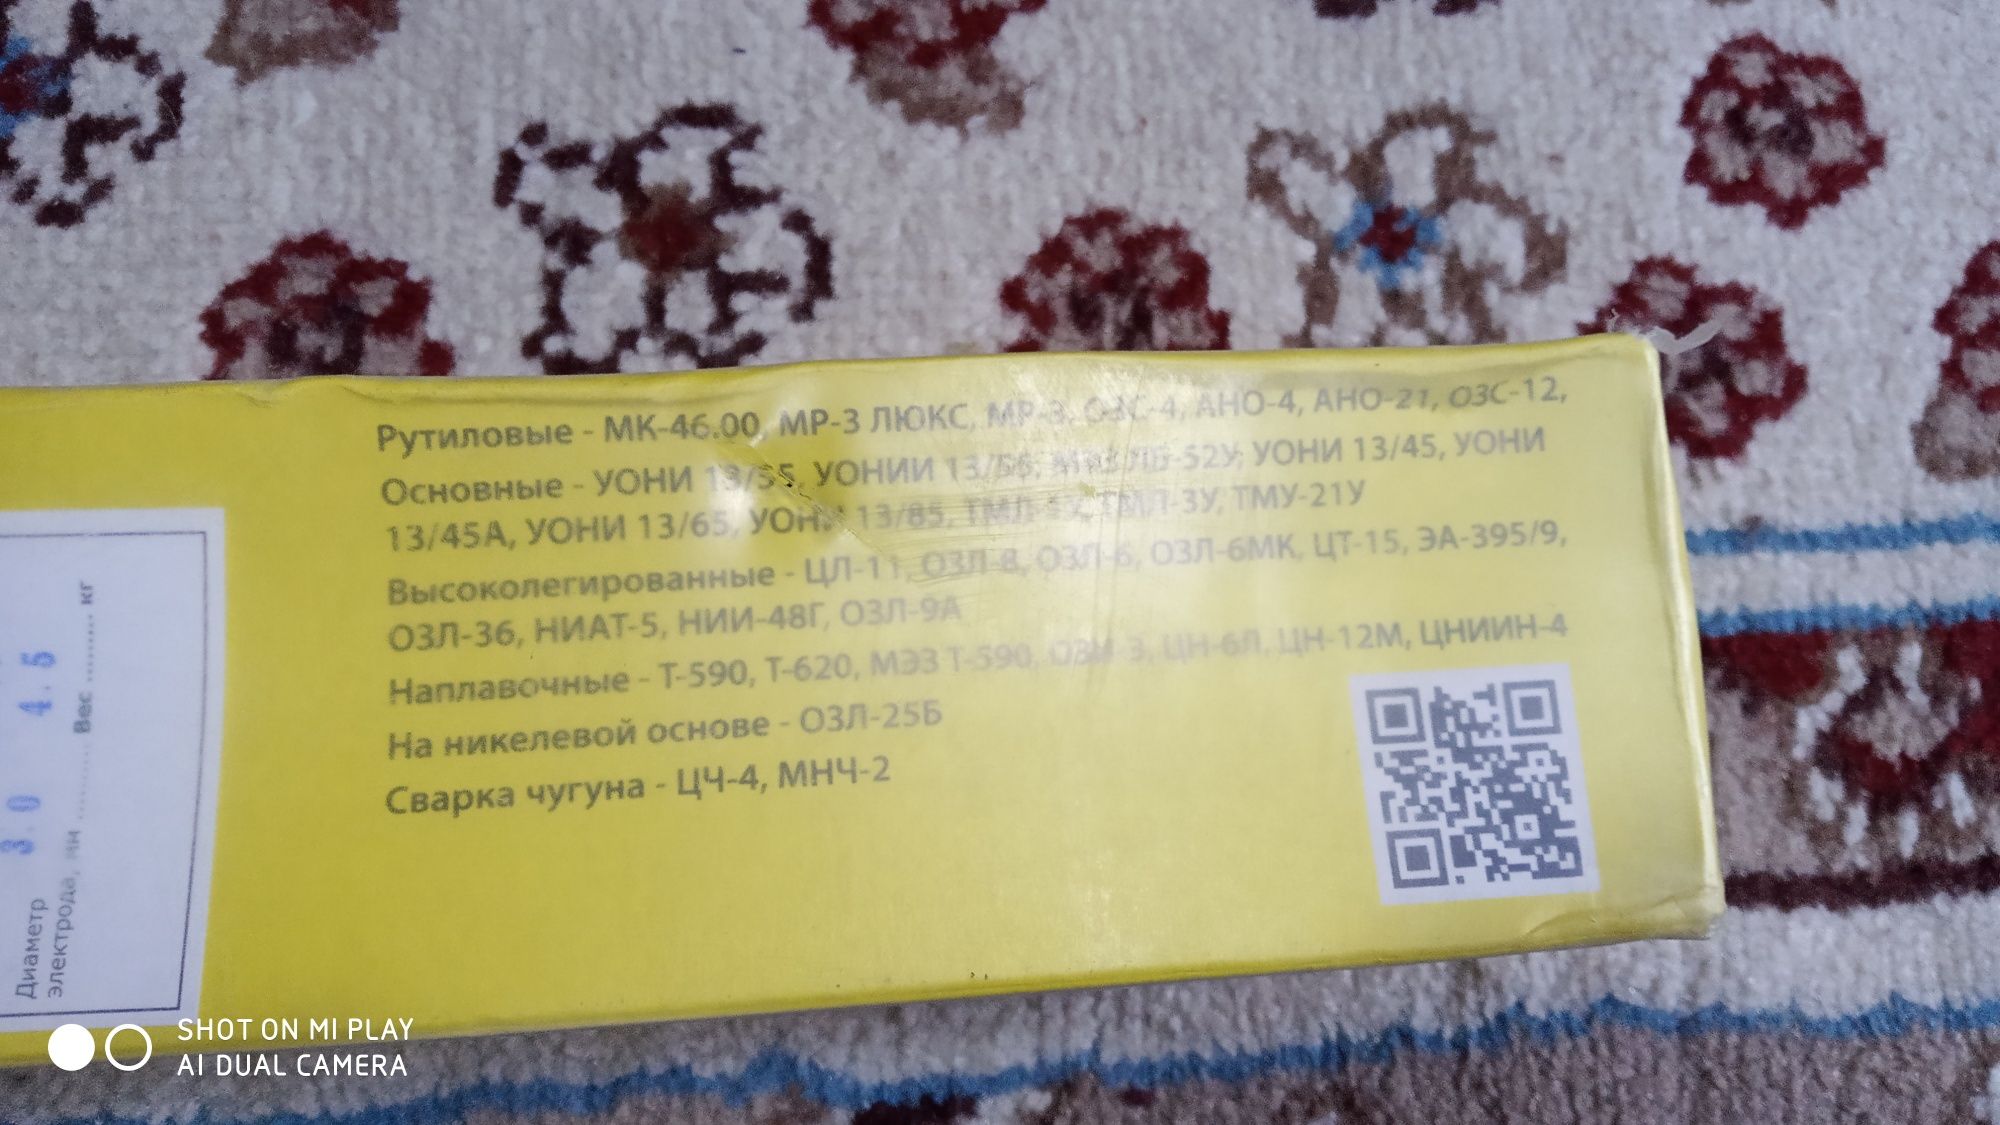 Рутиловые - МК-46.00, МР-3 ЛЮКС, МР-3, ОЗС-4, АНО-4, АНО-21, ОЗС-12,
Основные - УОНИ 13/55, УОНИИ 13/55, МЭЗ ЛБ-52У, УОНИ 13/45, УОНИ
13/45А, УОНИ 13/65, УОНИ 13/85, ТМЛ-1У, ТМЛ-3У, ТМУ-21У
Высоколегированные - ЦЛ-11, ОЗЛ-8, ОЗЛ-6, ОЗЛ-6МК, ЦТ-15, ЭА-395/9,
ОЗЛ-36, НИАТ-5, НИИ-48Г, ОЗЛ-9А
Наплавочные - Т-590, Т-620, МЭЗ Т-590, ОЗН-3, ЦН-6Л, ЦН-12М, ЦНИИН-4
На никелевой основе - ОЗЛ-25Б
Сварка чугуна - ЦЧ-4, МНЧ-2
Диаметр 3.0 4.5
электрода, мм Вес кг
SHOT ON MI PLAY
AI DUAL CAMERA